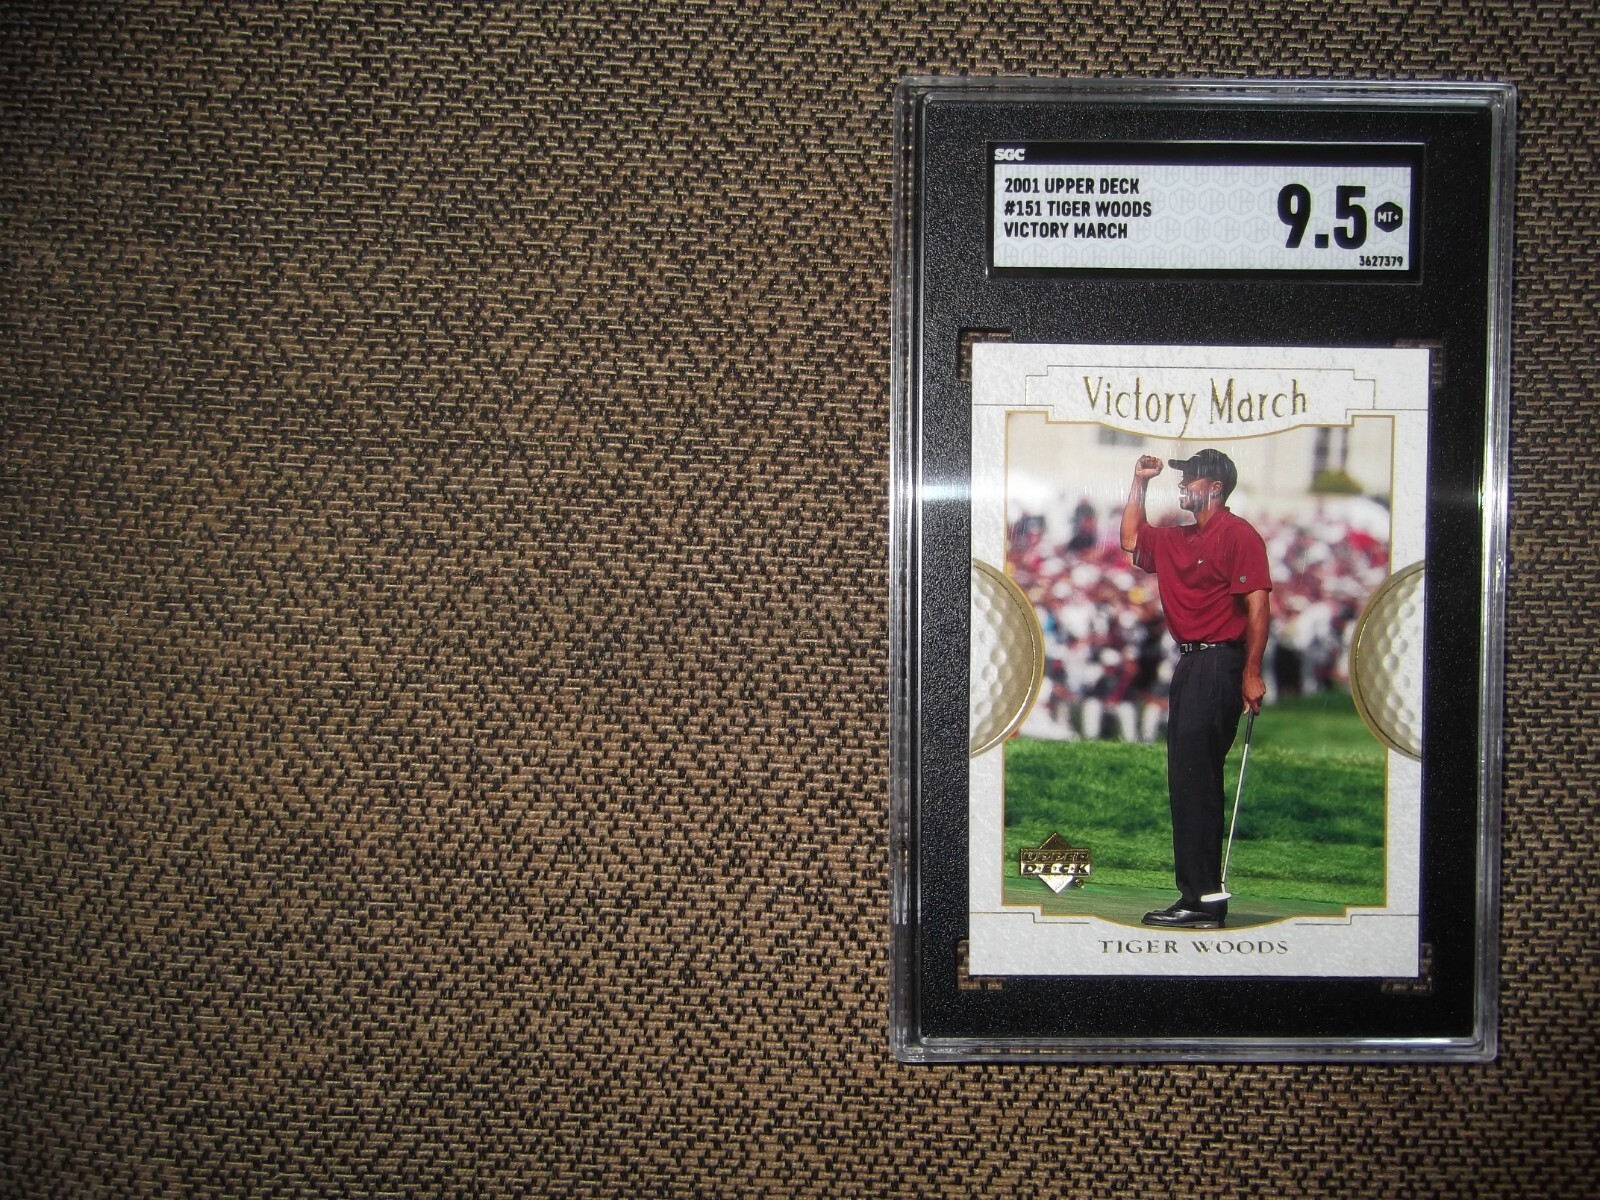 SGC
2001 UPPER DECK
#151 TIGER WOODS
VICTORY MARCH
9.5
MT+
3627379
Victory March
UPPER
DECK
TIGER WOODS